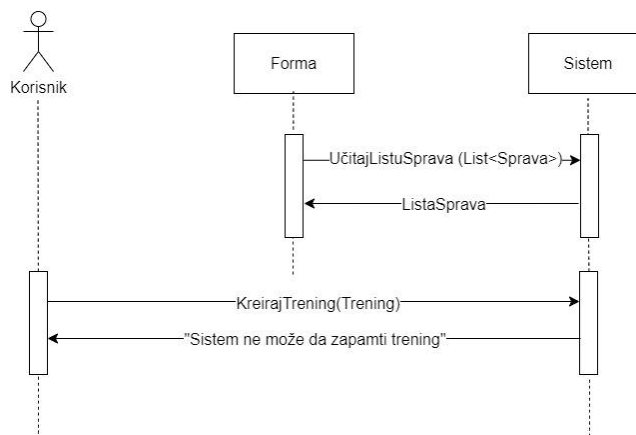 Korisnik
Forma
Sistem
UčitajListuSprava (List<Sprava>)
ListaSprava
KreirajTrening(Trening)
"Sistem ne može da zapamti trening"